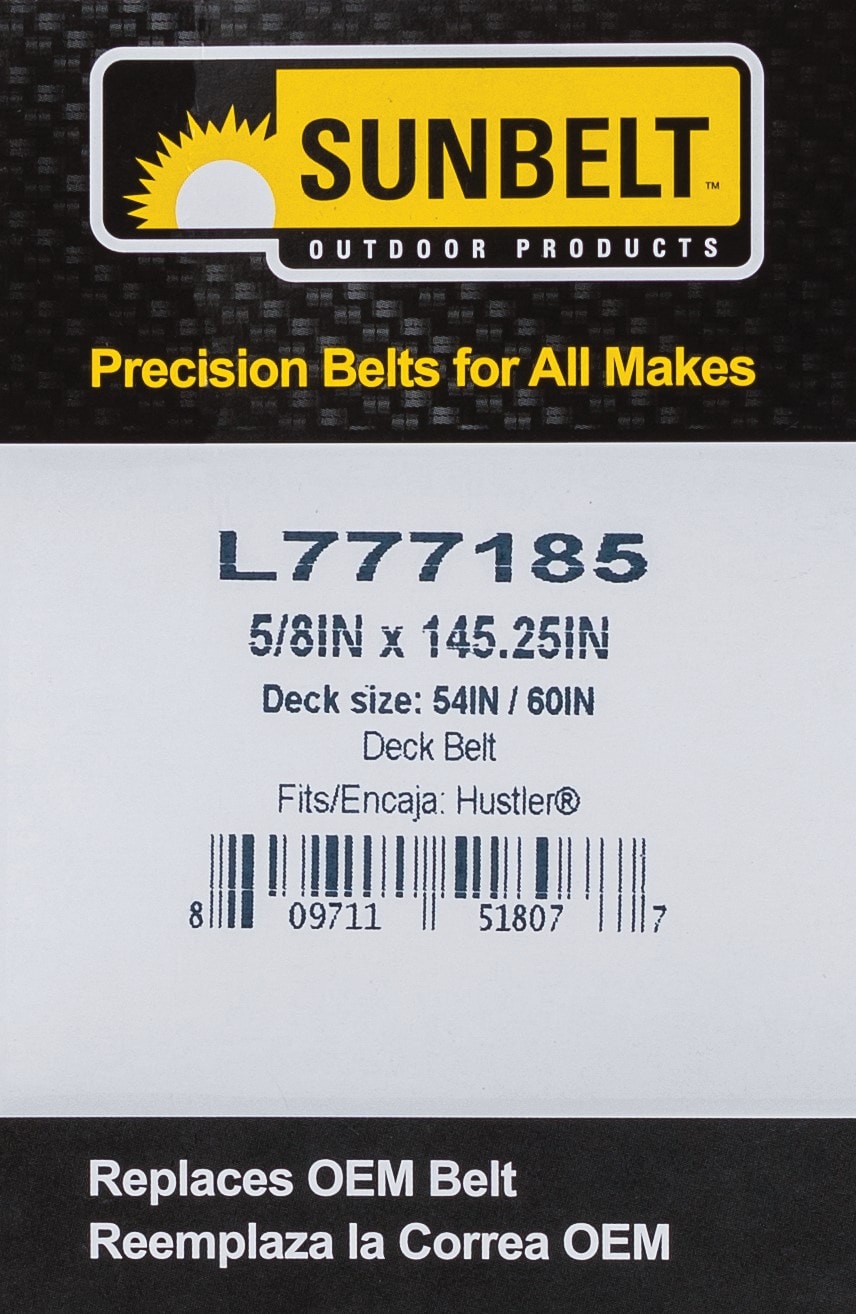 SUNBELT™
OUTDOOR PRODUCTS
Precision Belts for All Makes
L777185
5/8IN x 145.25IN
Deck size: 54IN / 60IN
Deck Belt
Fits/Encaja: Hustler®
8 09711 51807 7
Replaces OEM Belt
Reemplaza la Correa OEM